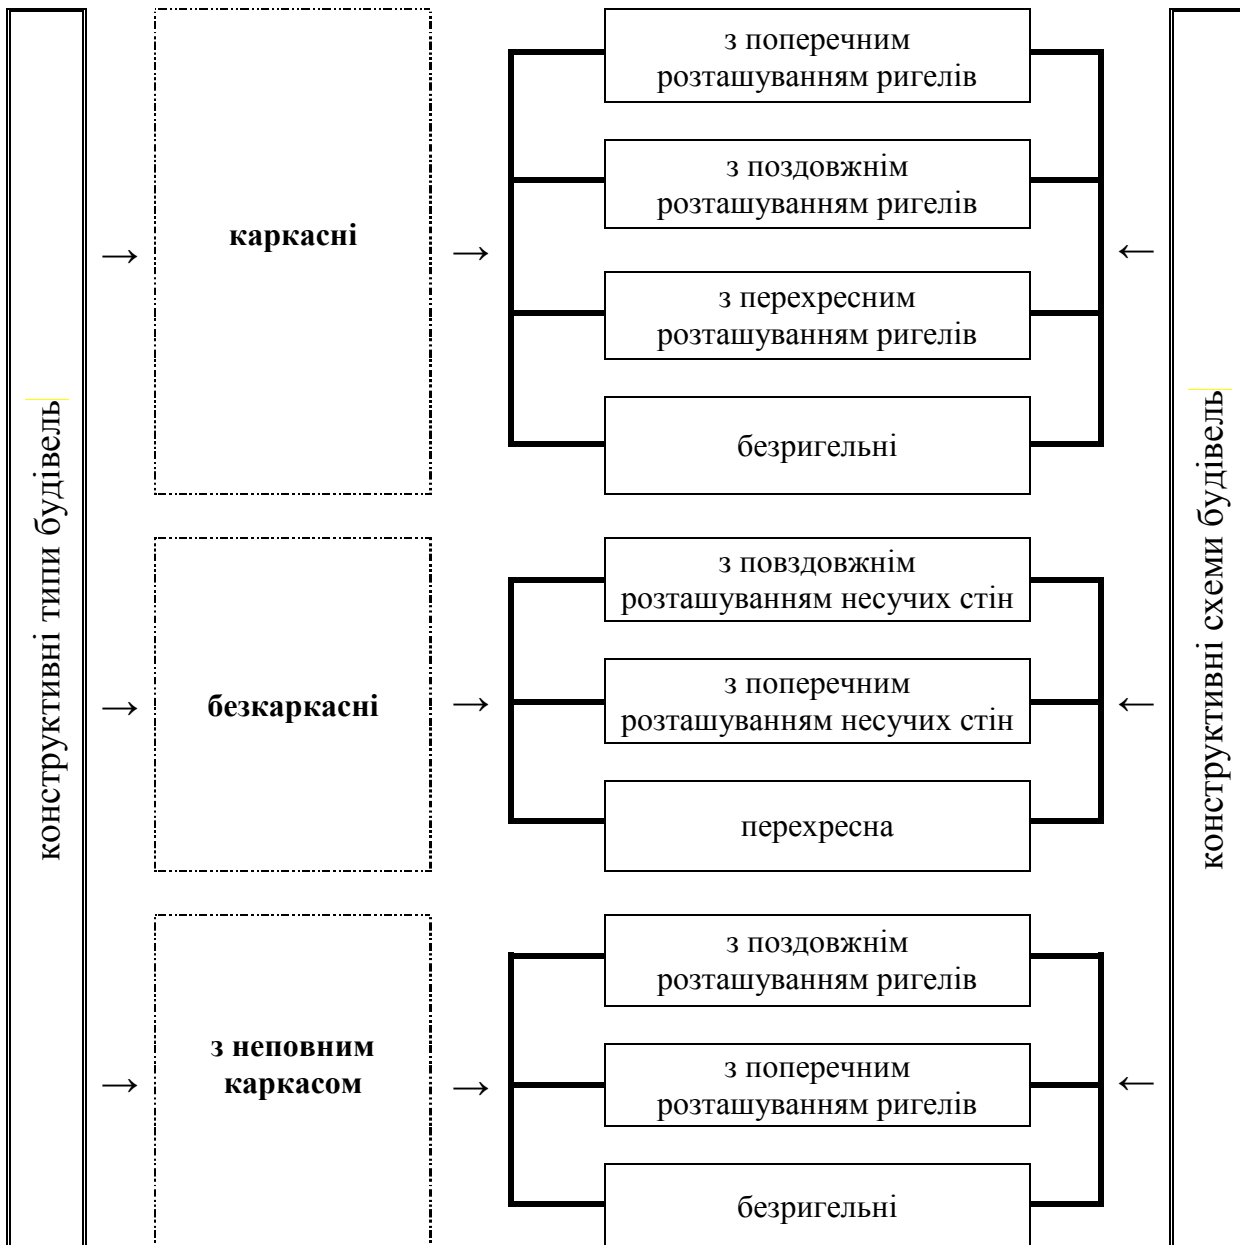 конструктивні типи будівель
каркасні
з поперечним
розташуванням ригелів
з поздовжнім
розташуванням ригелів
з перехресним
розташуванням ригелів
безригельні
безкаркасні
з повздовжнім
розташуванням несучих стін
з поперечним
розташуванням несучих стін
перехресна
з неповним
каркасом
з поздовжнім
розташуванням ригелів
з поперечним
розташуванням ригелів
безригельні
конструктивні схеми будівель